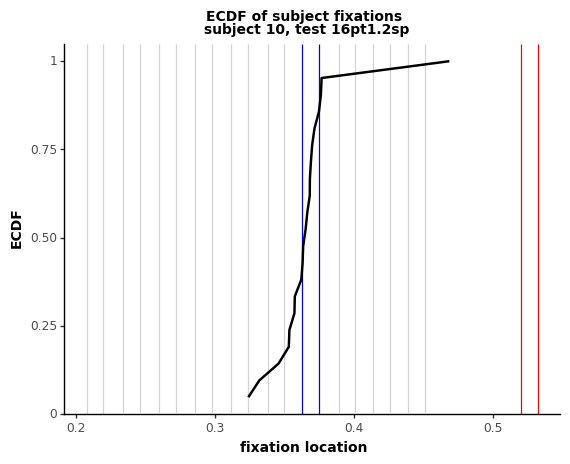 ECDF of subject fixations
subject 10, test 16pt1.2sp
ECDF
1
0.75
0.50
0.25
0
0.2 0.3 0.4 0.5
fixation location